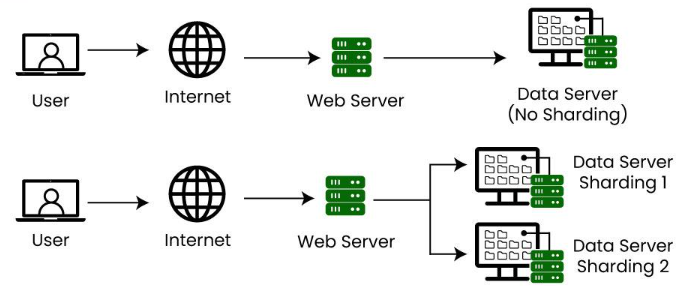 User
Internet
Web Server
Data Server
(No Sharding)
User
Internet
Web Server
Data Server
Sharding 1
Data Server
Sharding 2